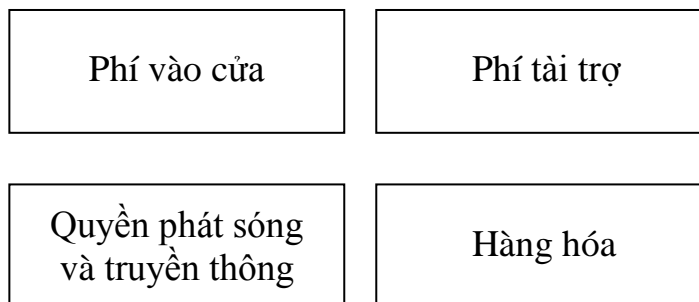 Phí vào cửa
Phí tài trợ
Quyền phát sóng
và truyền thông
Hàng hóa